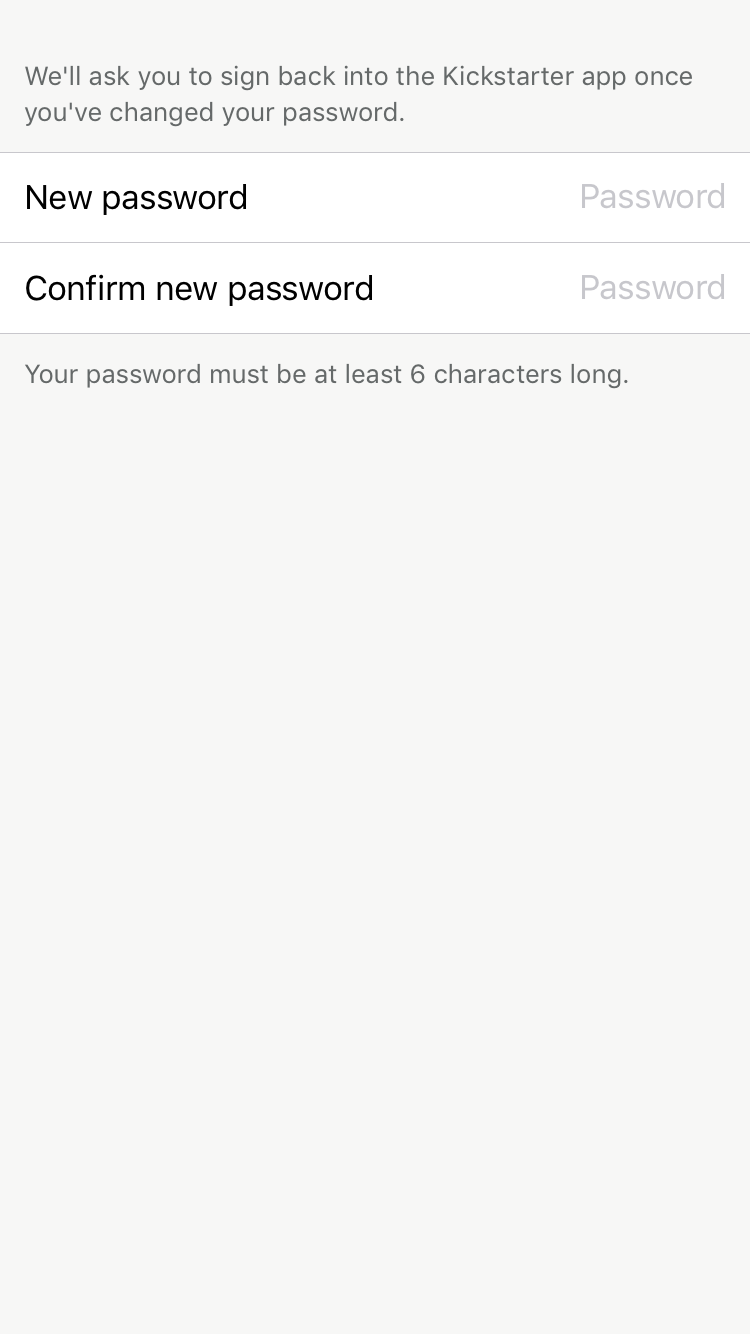 We'll ask you to sign back into the Kickstarter app once
you've changed your password.
New password Password
Confirm new password Password
Your password must be at least 6 characters long.